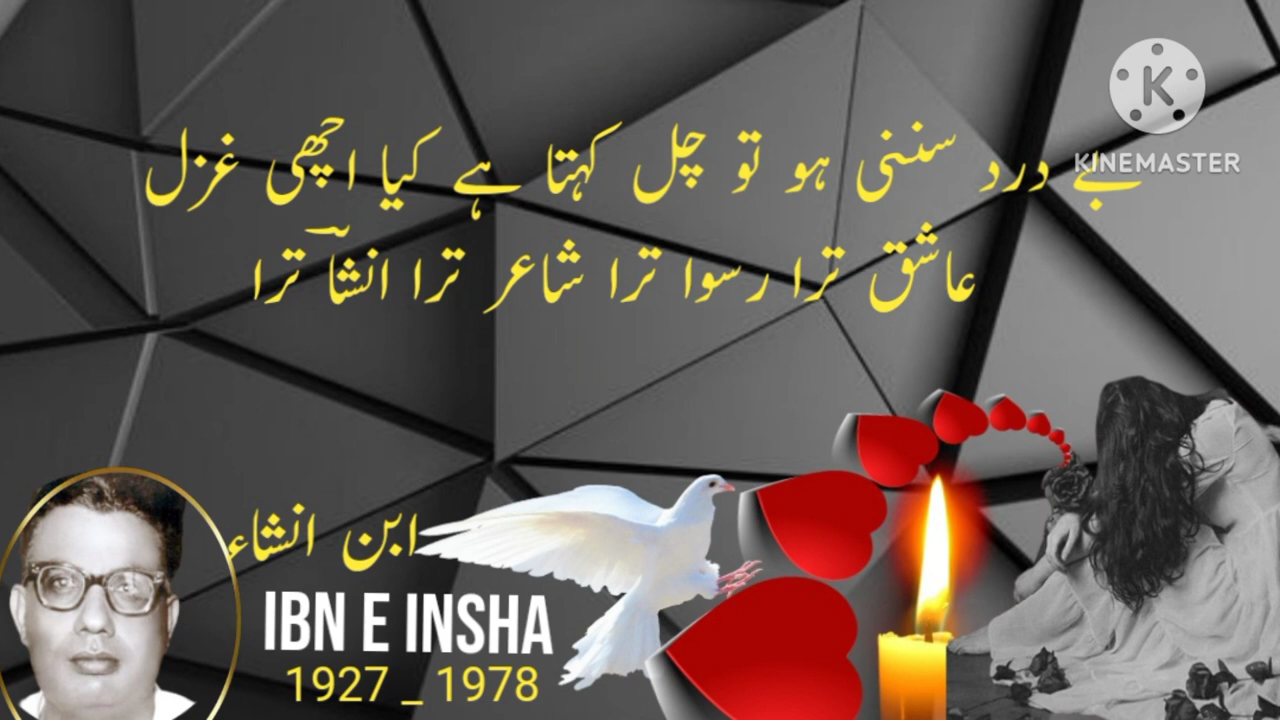 K
KINEMASTER
بے درد سننی ہو تو چل کہتا ہے کیا اچھی غزل
عاشق ترا رسوا ترا شاعر ترا انشاؔ ترا
ابن انشاء
IBN E INSHA
1927 _ 1978